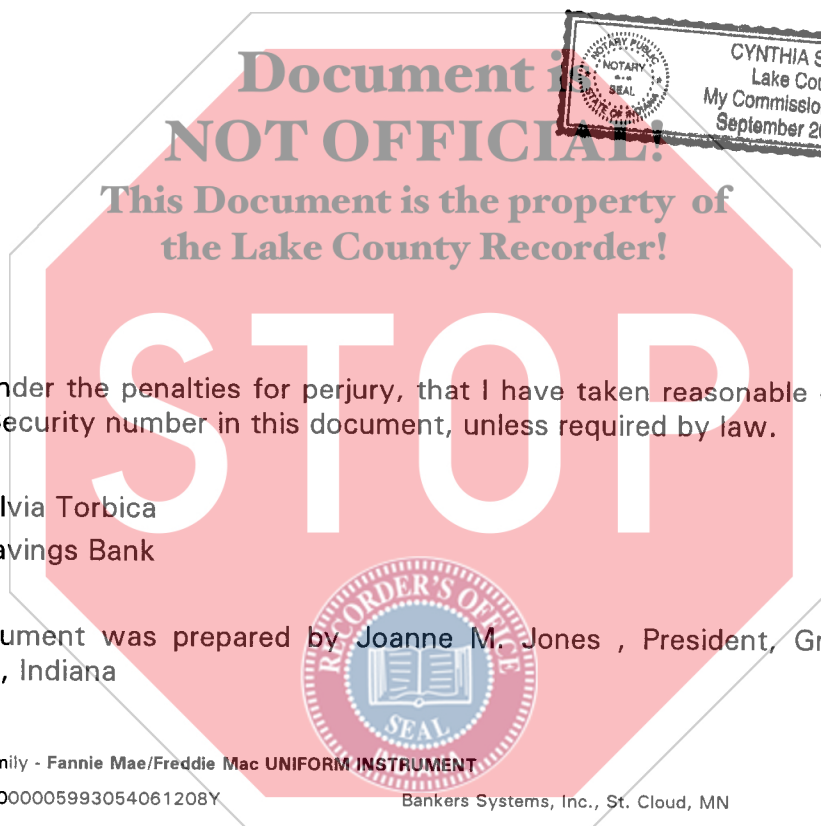 Document is
NOT OFFICIAL!
This Document is the property of
the Lake County Recorder!
NOTARY PUBLIC
NOTARY
SEAL
STATE OF INDIANA
CYNTHIA S
Lake Cou
My Commissio
September 20
STOP
nder the penalties for perjury, that I have taken reasonable
ecurity number in this document, unless required by law.
lvia Torbica
avings Bank
RECORDER'S OFFICE
SEAL
INDIANA
ument was prepared by Joanne M. Jones , President, Gr
, Indiana
nily - Fannie Mae/Freddie Mac UNIFORM INSTRUMENT
000005993054061208Y
Bankers Systems, Inc., St. Cloud, MN